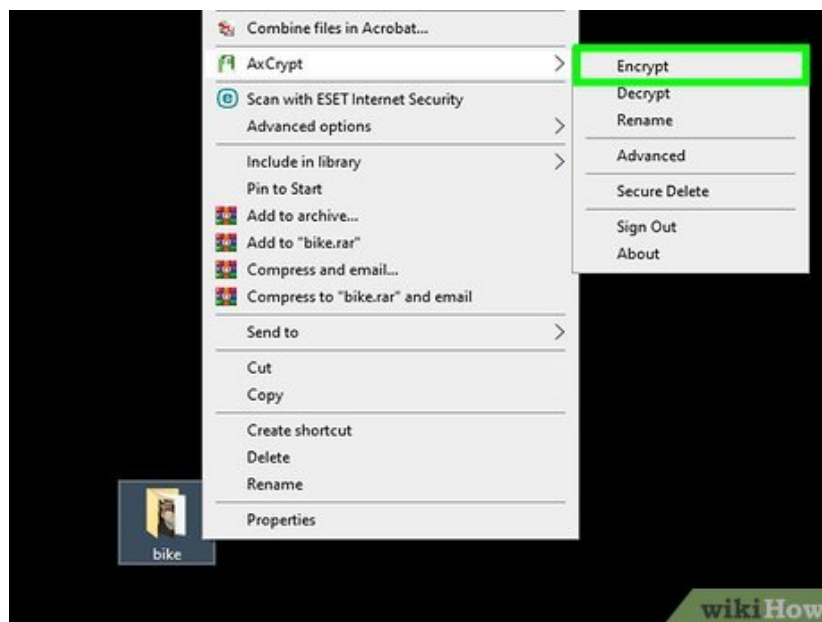 Combine files in Acrobat...
AxCrypt
Scan with ESET Internet Security
Advanced options
Include in library
Pin to Start
Add to archive...
Add to "bike.rar"
Compress and email...
Compress to "bike.rar" and email
Send to
Cut
Copy
Create shortcut
Delete
Rename
Properties
Encrypt
Decrypt
Rename
Advanced
Secure Delete
Sign Out
About
bike
wikiHow